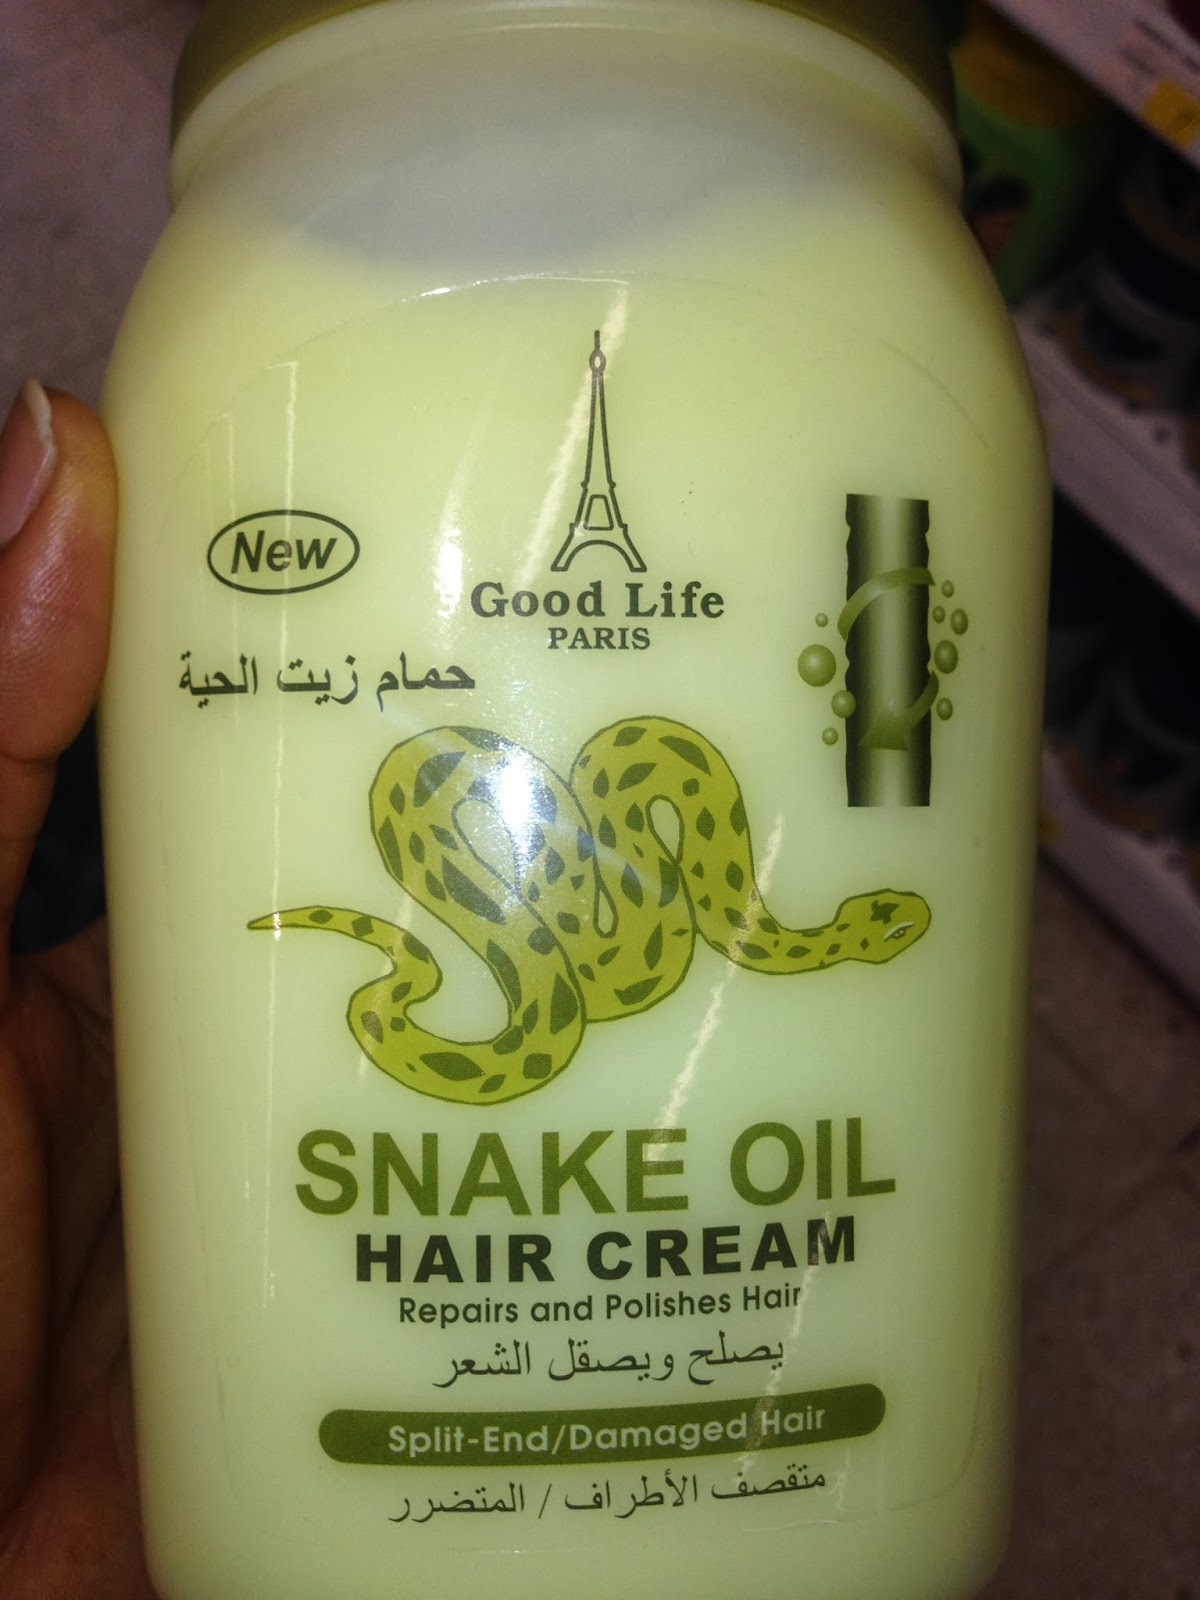 New
Good Life
PARIS
حمام زيت الحية
SNAKE OIL
HAIR CREAM
Repairs and Polishes Hair
يصلح ويصقل الشعر
Split-End/Damaged Hair
متقصف الأطراف / المتضرر